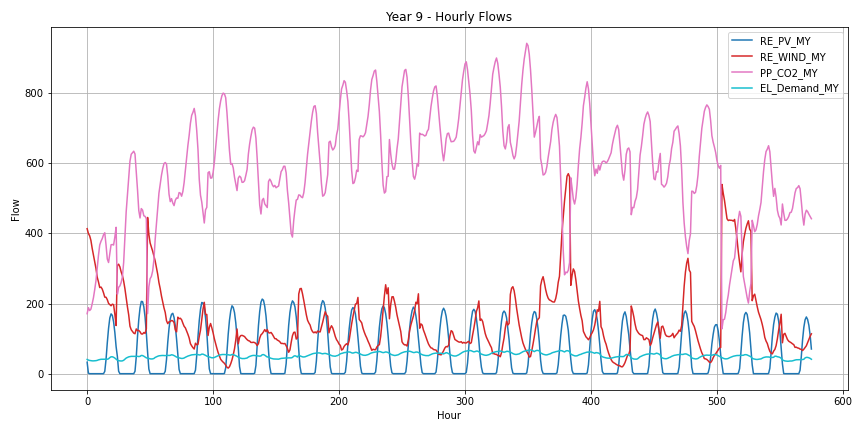 Year 9 - Hourly Flows
RE_PV_MY
RE_WIND_MY
PP_CO2_MY
EL_Demand_MY
Flow
800
600
400
200
0
0 100 200 300 400 500 600
Hour